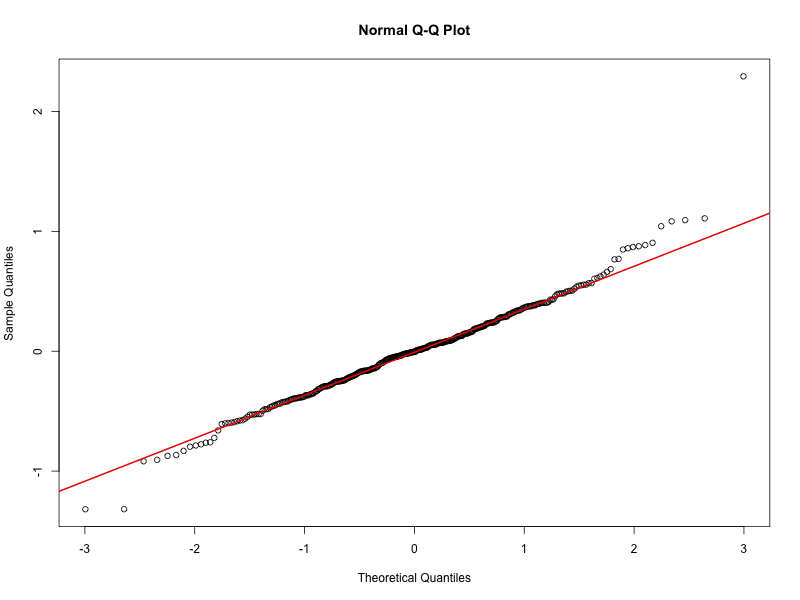 Normal Q-Q Plot
2
1
0
-1
Sample Quantiles
-3 -2 -1 0 1 2 3
Theoretical Quantiles